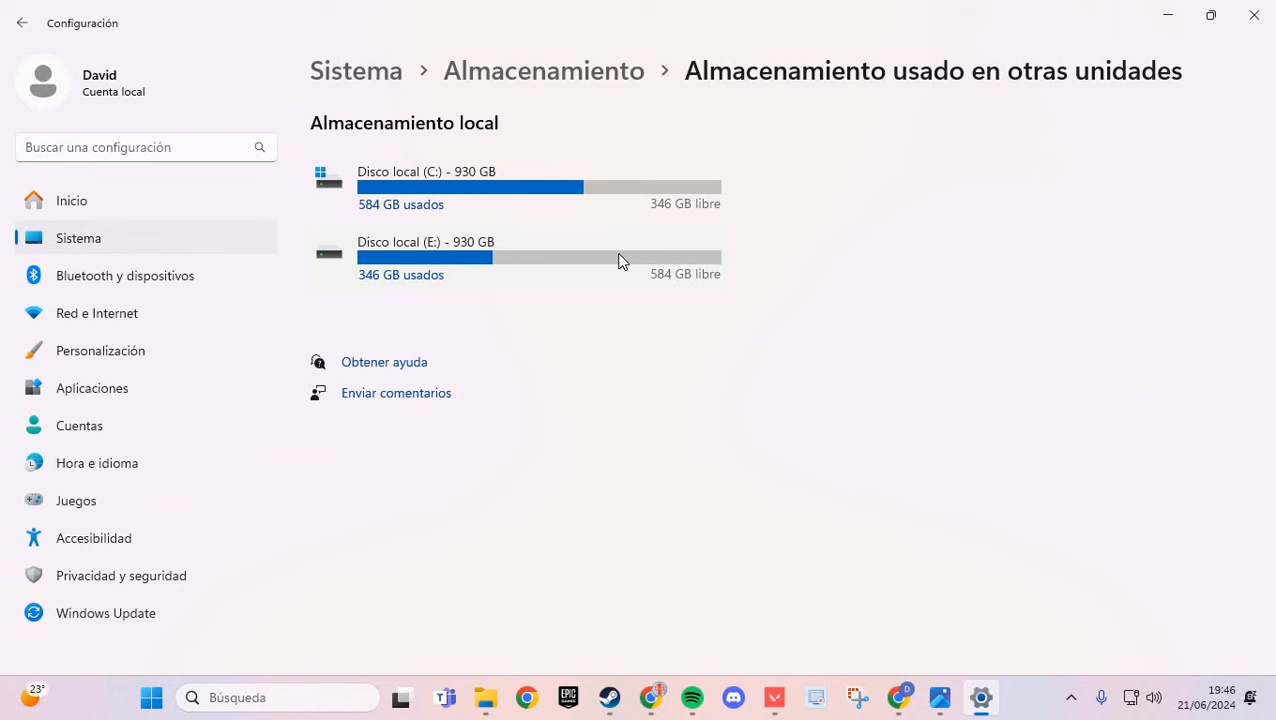 Configuración
David
Cuenta local
Buscar una configuración
Inicio
Sistema
Bluetooth y dispositivos
Red e Internet
Personalización
Aplicaciones
Cuentas
Hora e idioma
Juegos
Accesibilidad
Privacidad y seguridad
Windows Update
Sistema > Almacenamiento > Almacenamiento usado en otras unidades
Almacenamiento local
Disco local (C:) - 930 GB
584 GB usados 346 GB libre
Disco local (E:) - 930 GB
346 GB usados 584 GB libre
Obtener ayuda
Enviar comentarios
23°
Búsqueda
EPIC GAMES
D
19:46
21/06/2024